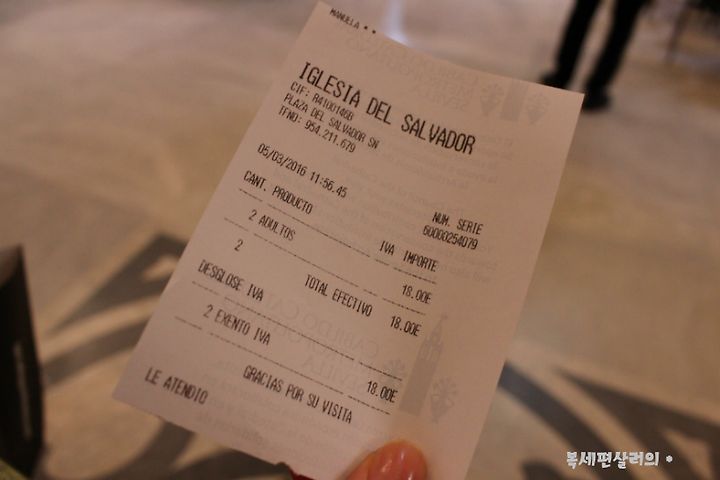 MANUELA * *
IGLESIA DEL SALVADOR
CIF: R4100146B
PLAZA DEL SALVADOR SN
TFNO: 954.211.679
05/03/2016 11:56.45
NUM. SERIE
60000254079
CANT. PRODUCTO IVA IMPORTE
2 ADULTOS 18.00E
2 TOTAL EFECTIVO 18.00E
DESGLOSE IVA
2 EXENTO IVA 18.00E
GRACIAS POR SU VISITA
LE ATENDIO
복세편살러의 *